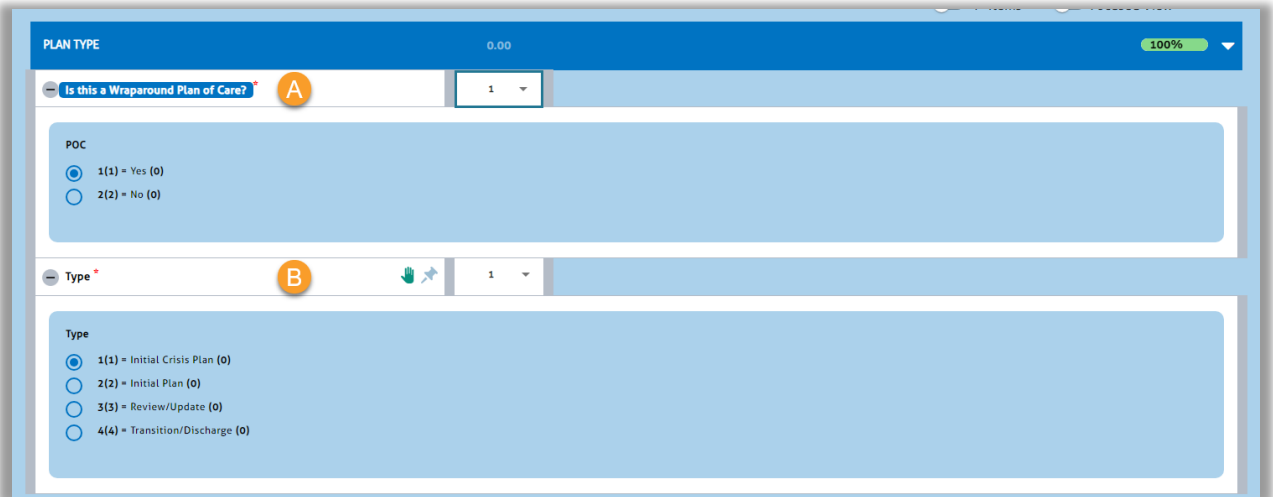 PLAN TYPE 0.00 100%
Is this a Wraparound Plan of Care? * A 1
POC
1(1) = Yes (0)
2(2) = No (0)
Type * B 1
Type
1(1) = Initial Crisis Plan (0)
2(2) = Initial Plan (0)
3(3) = Review/Update (0)
4(4) = Transition/Discharge (0)